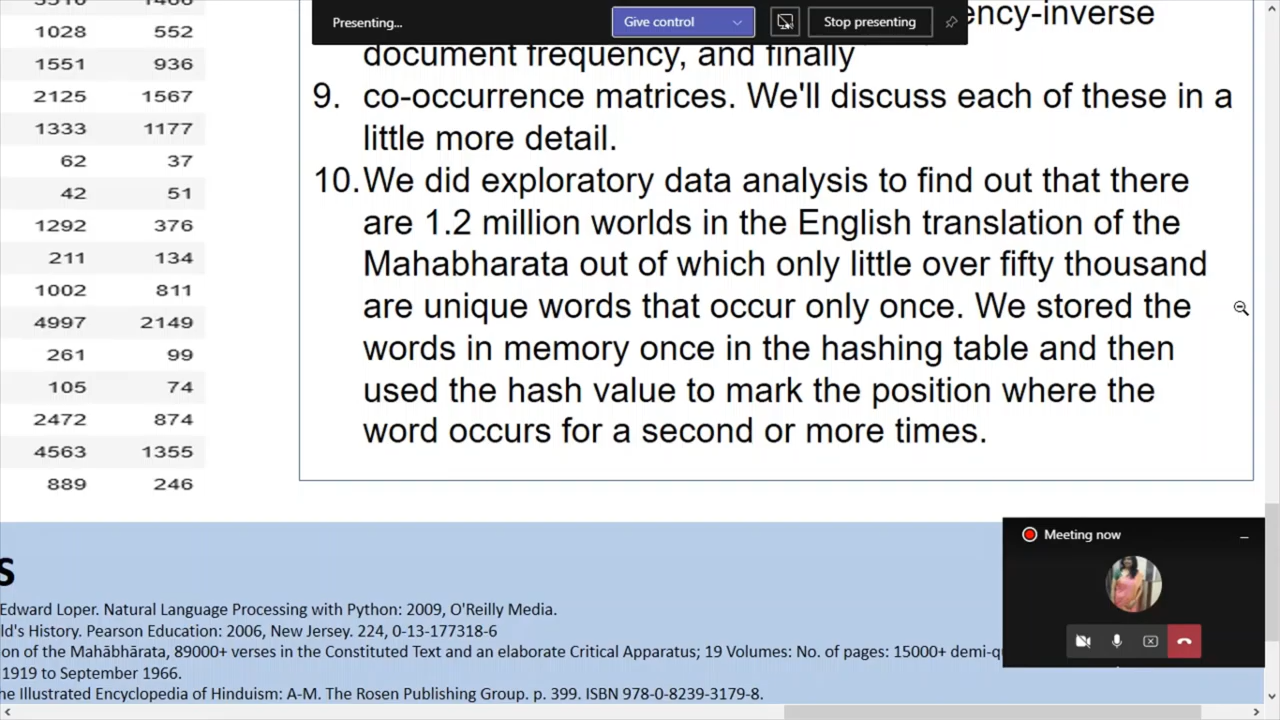 Presenting...
Give control
Stop presenting
1028 552
1551 936
2125 1567
1333 1177
62 37
42 51
1292 376
211 134
1002 811
4997 2149
261 99
105 74
2472 874
4563 1355
889 246
ency-inverse
document frequency, and finally
9. co-occurrence matrices. We'll discuss each of these in a
little more detail.
10. We did exploratory data analysis to find out that there
are 1.2 million worlds in the English translation of the
Mahabharata out of which only little over fifty thousand
are unique words that occur only once. We stored the
words in memory once in the hashing table and then
used the hash value to mark the position where the
word occurs for a second or more times.
Meeting now
s
Edward Loper. Natural Language Processing with Python: 2009, O'Reilly Media.
ld's History. Pearson Education: 2006, New Jersey. 224, 0-13-177318-6
on of the Mahābhārata, 89000+ verses in the Constituted Text and an elaborate Critical Apparatus; 19 Volumes: No. of pages: 15000+ demi-q
1919 to September 1966.
he Illustrated Encyclopedia of Hinduism: A-M. The Rosen Publishing Group. p. 399. ISBN 978-0-8239-3179-8.